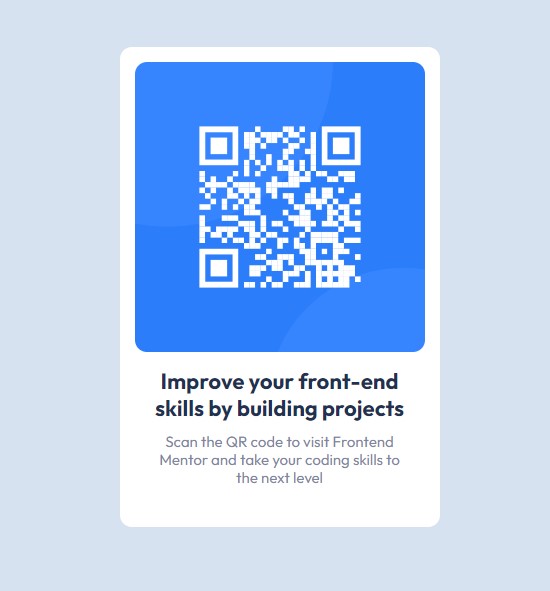 Improve your front-end
skills by building projects
Scan the QR code to visit Frontend
Mentor and take your coding skills to
the next level